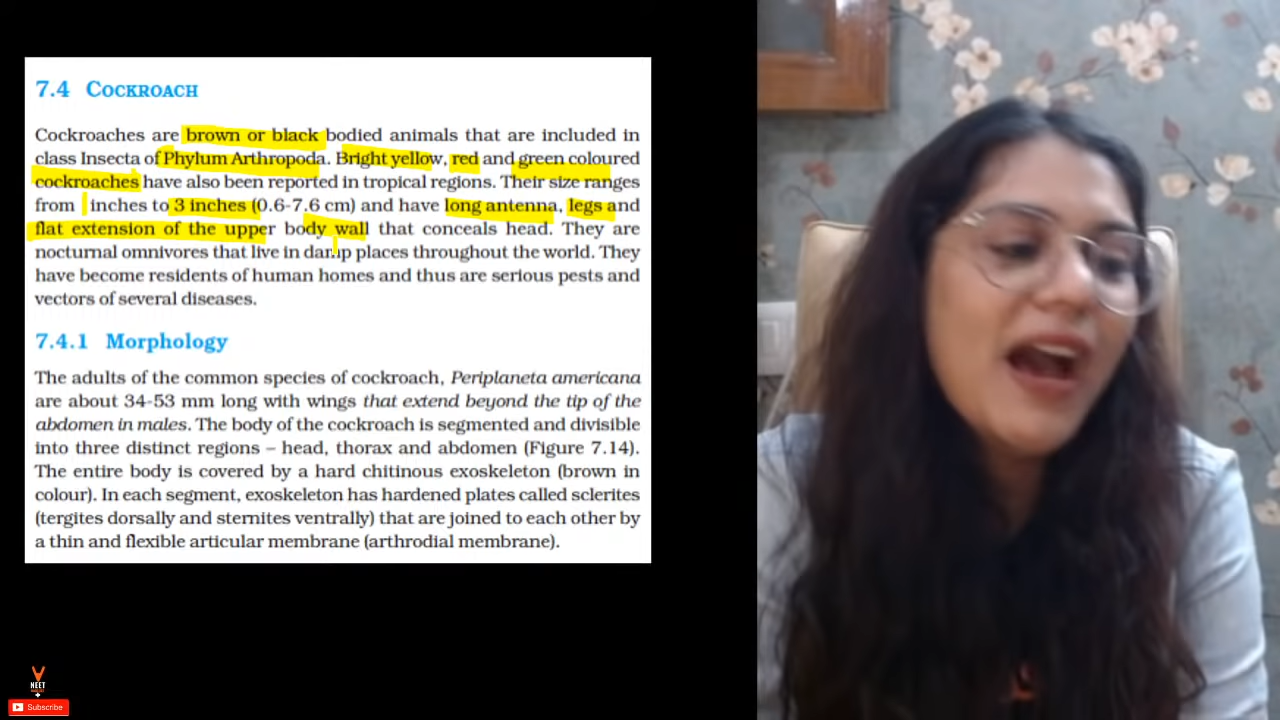 7.4 COCKROACH
Cockroaches are brown or black bodied animals that are included in
class Insecta of Phylum Arthropoda. Bright yellow, red and green coloured
cockroaches have also been reported in tropical regions. Their size ranges
from inches to 3 inches (0.6-7.6 cm) and have long antenna, legs and
flat extension of the upper body wall that conceals head. They are
nocturnal omnivores that live in damp places throughout the world. They
have become residents of human homes and thus are serious pests and
vectors of several diseases.
7.4.1 Morphology
The adults of the common species of cockroach, Periplaneta americana
are about 34-53 mm long with wings that extend beyond the tip of the
abdomen in males. The body of the cockroach is segmented and divisible
into three distinct regions – head, thorax and abdomen (Figure 7.14).
The entire body is covered by a hard chitinous exoskeleton (brown in
colour). In each segment, exoskeleton has hardened plates called sclerites
(tergites dorsally and sternites ventrally) that are joined to each other by
a thin and flexible articular membrane (arthrodial membrane).
NEET
Subscribe